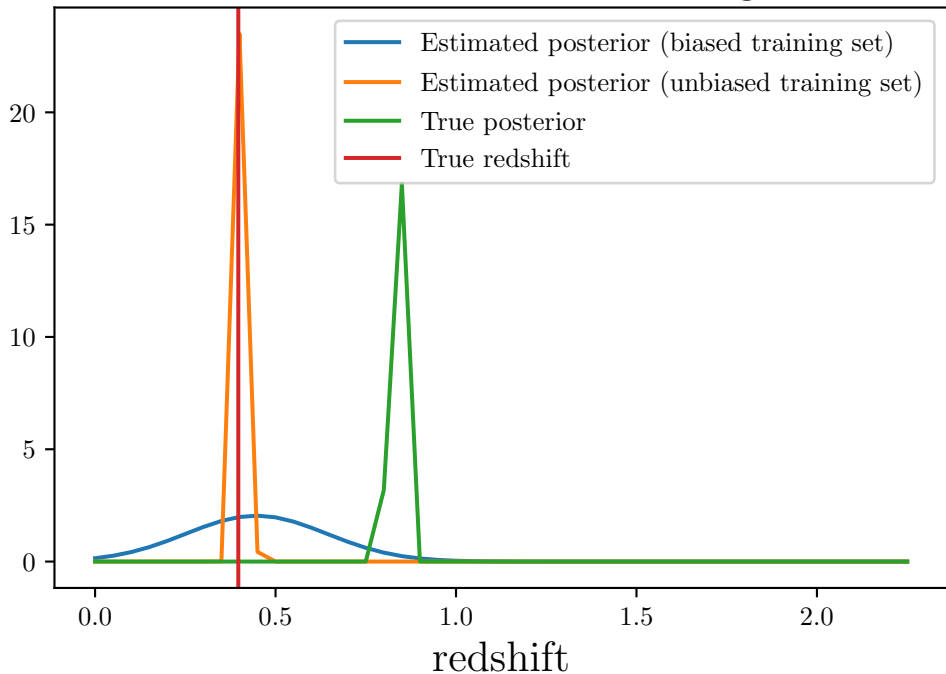 Estimated posterior (biased training set)
Estimated posterior (unbiased training set)
True posterior
True redshift
20
15
10
5
0
0.0 0.5 1.0 1.5 2.0
redshift